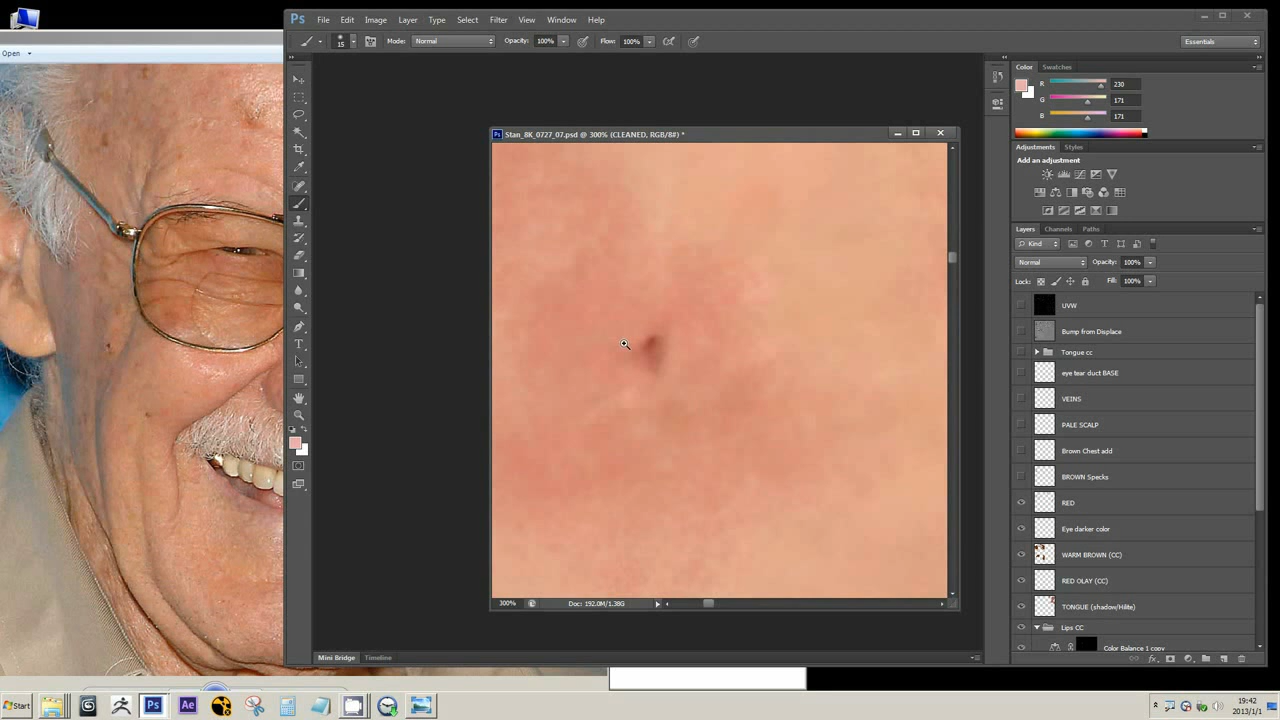 Ps File Edit Image Layer Type Select Filter View Window Help
Open
15 Mode: Normal Opacity: 100% Flow: 100% Essentials
Color Swatches
R 230
G 171
B 171
Stan_8K_0727_07.psd @ 300% (CLEANED, RGB/8#) *
Adjustments Styles
Add an adjustment
Layers Channels Paths
Kind
Normal Opacity: 100%
Lock: Fill: 100%
UVW
Bump from Displace
Tongue cc
eye tear duct BASE
VEINS
PALE SCALP
Brown Chest add
BROWN Specks
RED
Eye darker color
WARM BROWN (CC)
RED OLAY (CC)
TONGUE (shadow/Hilite)
Lips CC
Color Balance 1 copy
300% Doc: 192.0M/1.38G
Mini Bridge Timeline
Start Ps Ae 19:42
2013/1/1